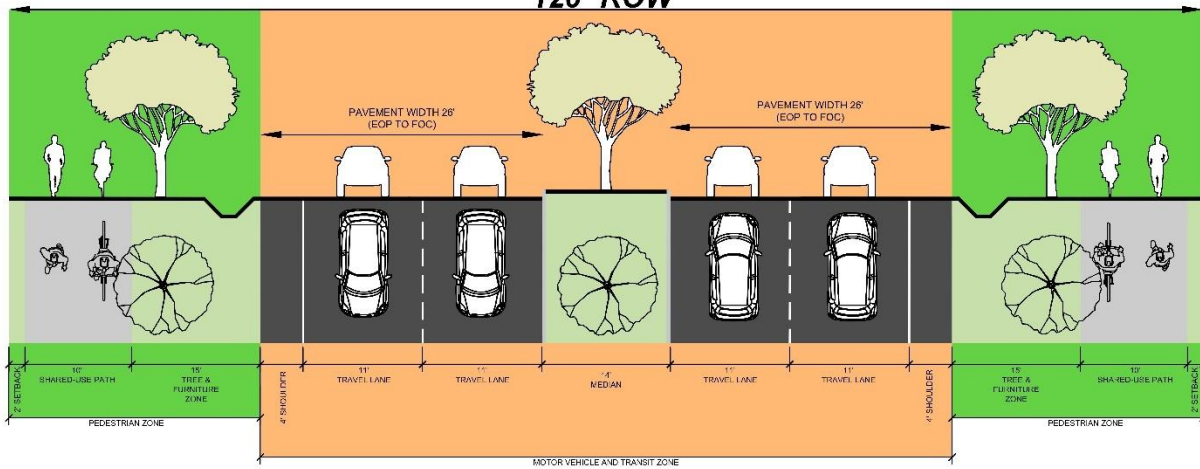 120' ROW
PAVEMENT WIDTH 26'
(EOP TO FOC)
PAVEMENT WIDTH 26'
(EOP TO FOC)
2' SETBACK
10'
SHARED-USE PATH
15'
TREE &
FURNITURE
ZONE
4' SHOULDER
11'
TRAVEL LANE
11'
TRAVEL LANE
14'
MEDIAN
11'
TRAVEL LANE
11'
TRAVEL LANE
4' SHOULDER
15'
TREE &
FURNITURE
ZONE
10'
SHARED-USE PATH
2' SETBACK
PEDESTRIAN ZONE
PEDESTRIAN ZONE
MOTOR VEHICLE AND TRANSIT ZONE